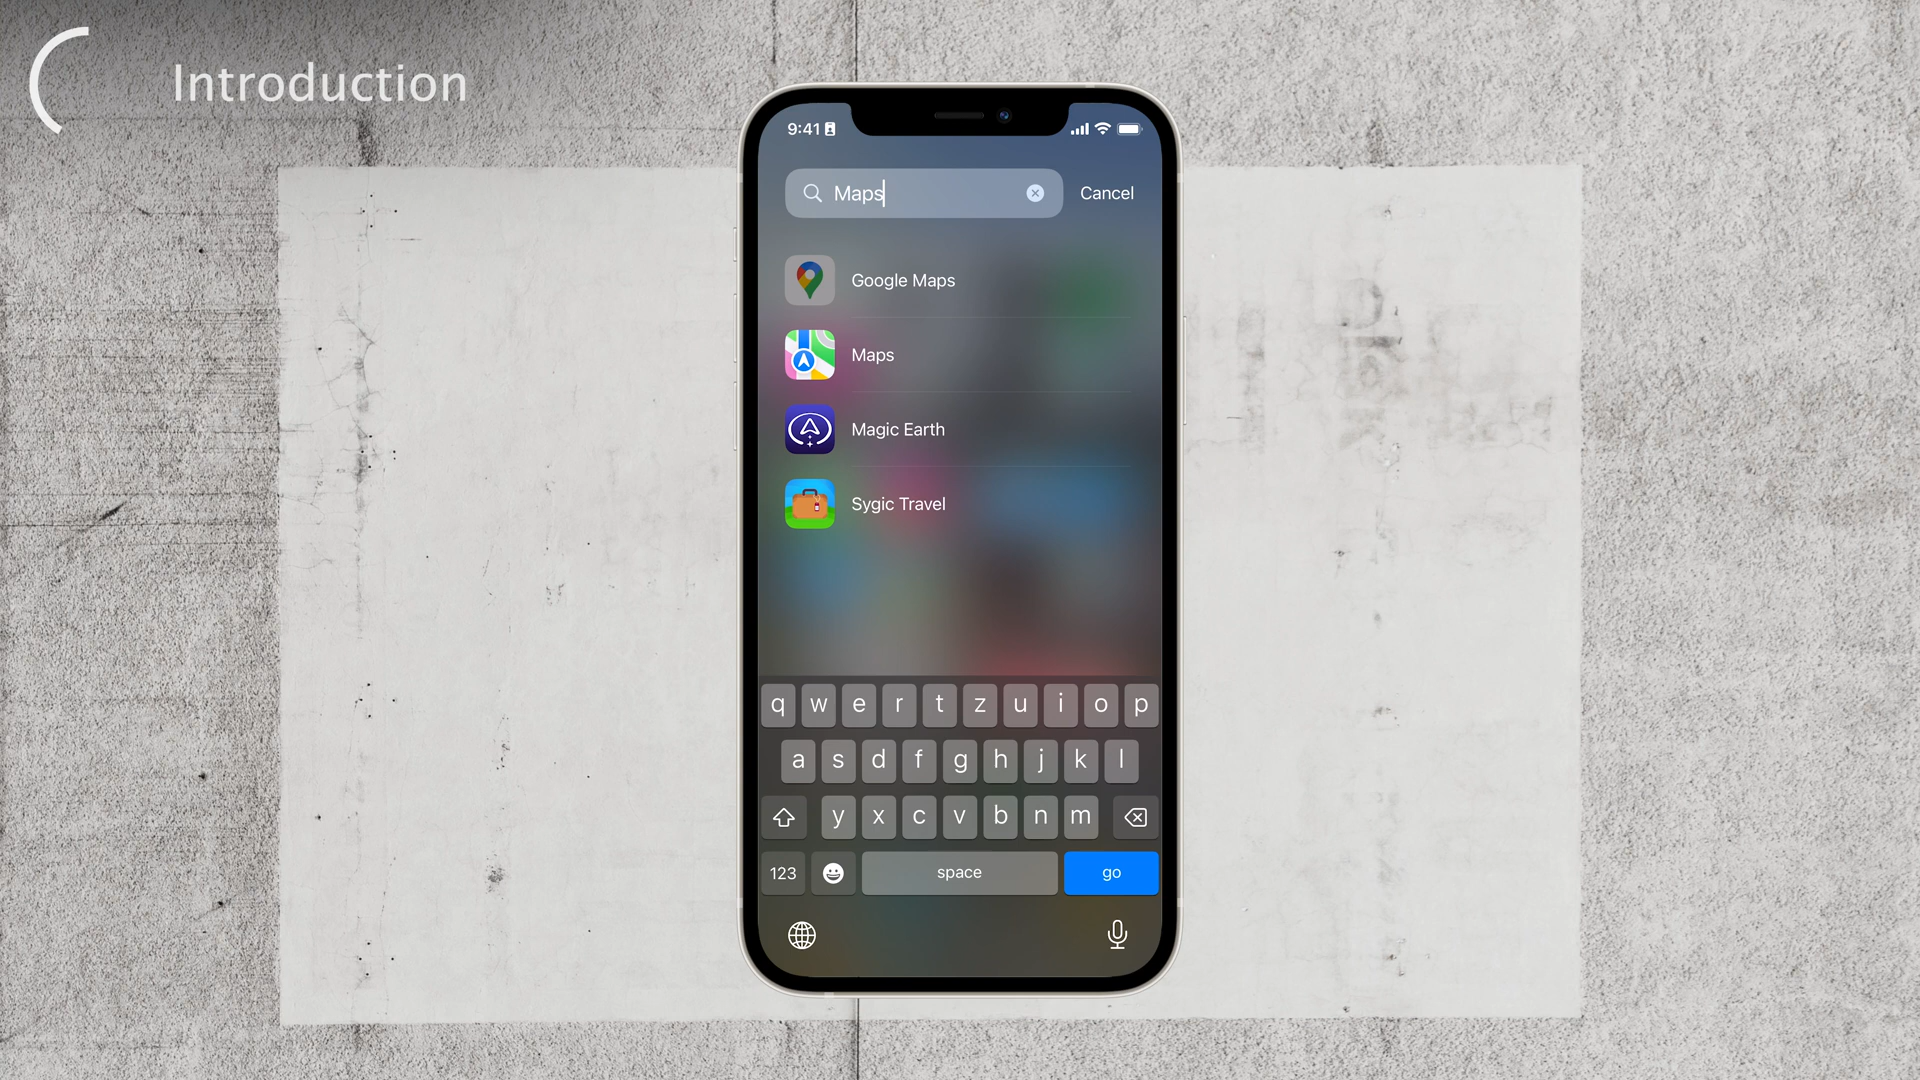 Introduction
9:41
Maps
Cancel
Google Maps
Maps
Magic Earth
Sygic Travel
q w e r t z u i o p
a s d f g h j k l
y x c v b n m
123 space go